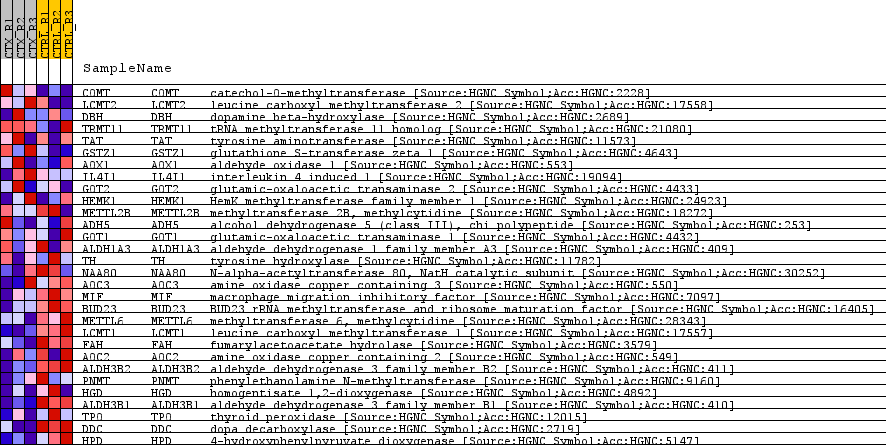 CTX_R1 CTX_R2 CTX_R3 CTRL_R1 CTRL_R2 CTRL_R3
SampleName
COMT COMT catechol-O-methyltransferase [Source:HGNC Symbol;Acc:HGNC:2228]
LCMT2 LCMT2 leucine carboxyl methyltransferase 2 [Source:HGNC Symbol;Acc:HGNC:17558]
DBH DBH dopamine beta-hydroxylase [Source:HGNC Symbol;Acc:HGNC:2689]
TRMT11 TRMT11 tRNA methyltransferase 11 homolog [Source:HGNC Symbol;Acc:HGNC:21080]
TAT TAT tyrosine aminotransferase [Source:HGNC Symbol;Acc:HGNC:11573]
GSTZ1 GSTZ1 glutathione S-transferase zeta 1 [Source:HGNC Symbol;Acc:HGNC:4643]
AOX1 AOX1 aldehyde oxidase 1 [Source:HGNC Symbol;Acc:HGNC:553]
IL4I1 IL4I1 interleukin 4 induced 1 [Source:HGNC Symbol;Acc:HGNC:19094]
GOT2 GOT2 glutamic-oxaloacetic transaminase 2 [Source:HGNC Symbol;Acc:HGNC:4433]
HEMK1 HEMK1 HemK methyltransferase family member 1 [Source:HGNC Symbol;Acc:HGNC:24923]
METTL2B METTL2B methyltransferase 2B, methylcytidine [Source:HGNC Symbol;Acc:HGNC:18272]
ADH5 ADH5 alcohol dehydrogenase 5 (class III), chi polypeptide [Source:HGNC Symbol;Acc:HGNC:253]
GOT1 GOT1 glutamic-oxaloacetic transaminase 1 [Source:HGNC Symbol;Acc:HGNC:4432]
ALDH1A3 ALDH1A3 aldehyde dehydrogenase 1 family member A3 [Source:HGNC Symbol;Acc:HGNC:409]
TH TH tyrosine hydroxylase [Source:HGNC Symbol;Acc:HGNC:11782]
NAA80 NAA80 N-alpha-acetyltransferase 80, NatH catalytic subunit [Source:HGNC Symbol;Acc:HGNC:30252]
AOC3 AOC3 amine oxidase copper containing 3 [Source:HGNC Symbol;Acc:HGNC:550]
MIF MIF macrophage migration inhibitory factor [Source:HGNC Symbol;Acc:HGNC:7097]
BUD23 BUD23 BUD23 rRNA methyltransferase and ribosome maturation factor [Source:HGNC Symbol;Acc:HGNC:16405]
METTL6 METTL6 methyltransferase 6, methylcytidine [Source:HGNC Symbol;Acc:HGNC:28343]
LCMT1 LCMT1 leucine carboxyl methyltransferase 1 [Source:HGNC Symbol;Acc:HGNC:17557]
FAH FAH fumarylacetoacetate hydrolase [Source:HGNC Symbol;Acc:HGNC:3579]
AOC2 AOC2 amine oxidase copper containing 2 [Source:HGNC Symbol;Acc:HGNC:549]
ALDH3B2 ALDH3B2 aldehyde dehydrogenase 3 family member B2 [Source:HGNC Symbol;Acc:HGNC:411]
PNMT PNMT phenylethanolamine N-methyltransferase [Source:HGNC Symbol;Acc:HGNC:9160]
HGD HGD homogentisate 1,2-dioxygenase [Source:HGNC Symbol;Acc:HGNC:4892]
ALDH3B1 ALDH3B1 aldehyde dehydrogenase 3 family member B1 [Source:HGNC Symbol;Acc:HGNC:410]
TPO TPO thyroid peroxidase [Source:HGNC Symbol;Acc:HGNC:12015]
DDC DDC dopa decarboxylase [Source:HGNC Symbol;Acc:HGNC:2719]
HPD HPD 4-hydroxyphenylpyruvate dioxygenase [Source:HGNC Symbol;Acc:HGNC:5147]